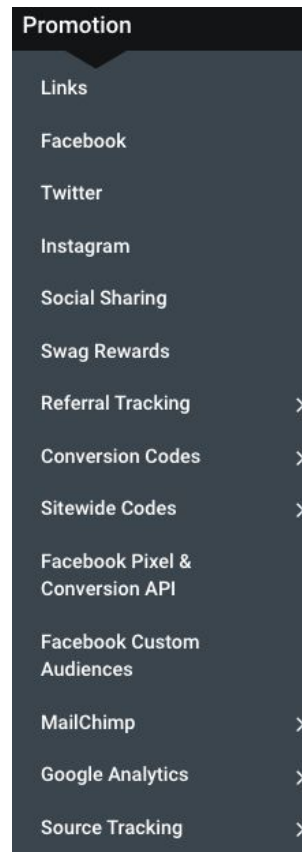 Promotion
Links
Facebook
Twitter
Instagram
Social Sharing
Swag Rewards
Referral Tracking
Conversion Codes
Sitewide Codes
Facebook Pixel &
Conversion API
Facebook Custom
Audiences
MailChimp
Google Analytics
Source Tracking